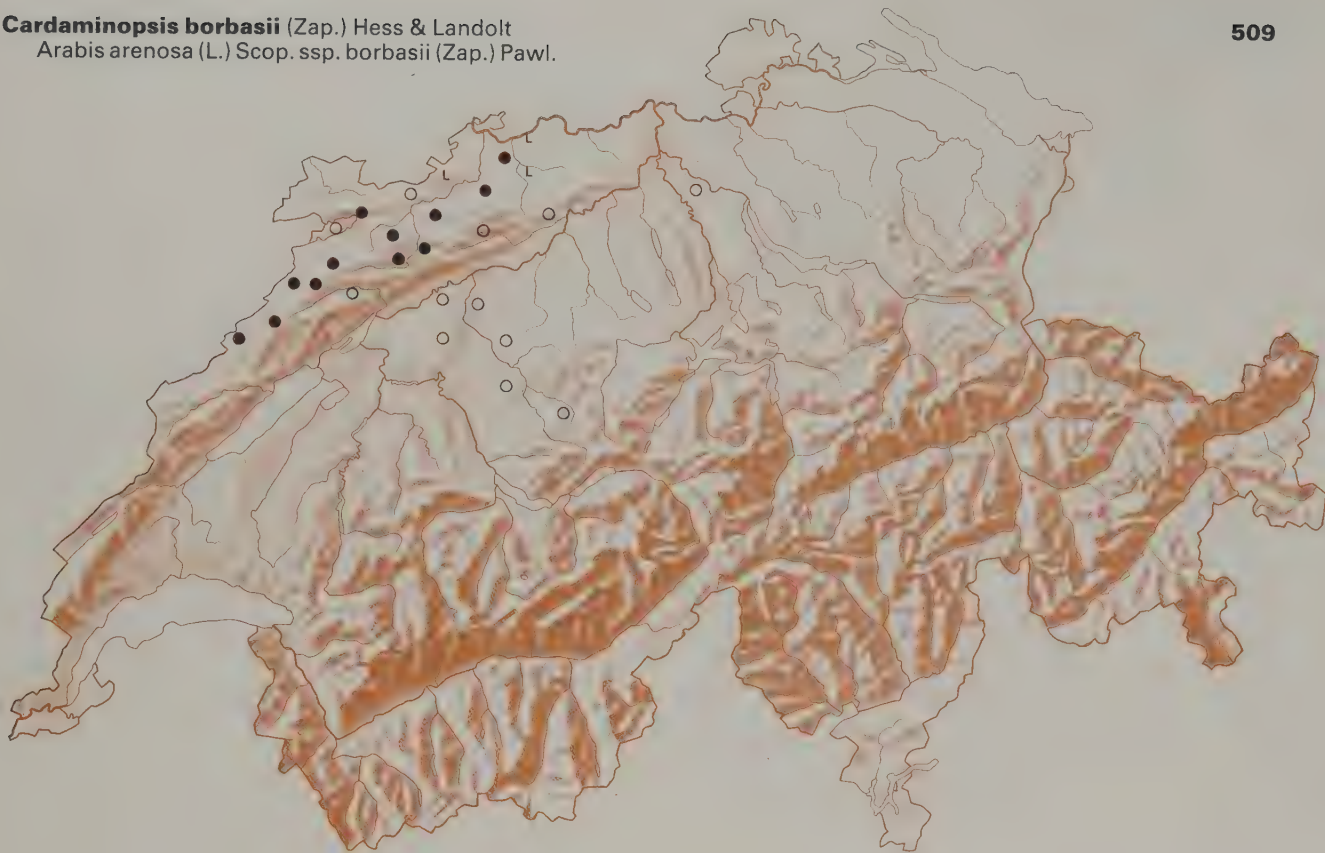 Cardaminopsis borbasii (Zap.) Hess & Landolt
Arabis arenosa (L.) Scop. ssp. borbasii (Zap.) Pawl.
509
L
L
L